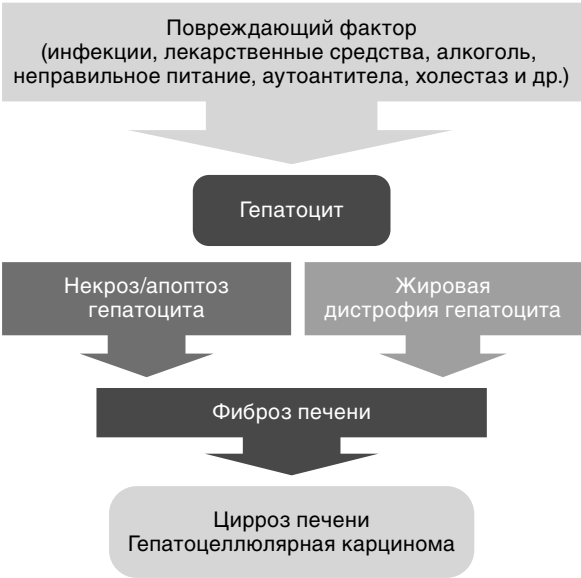 Повреждающий фактор
(инфекции, лекарственные средства, алкоголь,
неправильное питание, аутоантитела, холестаз и др.)
Гепатоцит
Некроз/апоптоз
гепатоцита
Жировая
дистрофия гепатоцита
Фиброз печени
Цирроз печени
Гепатоцеллюлярная карцинома